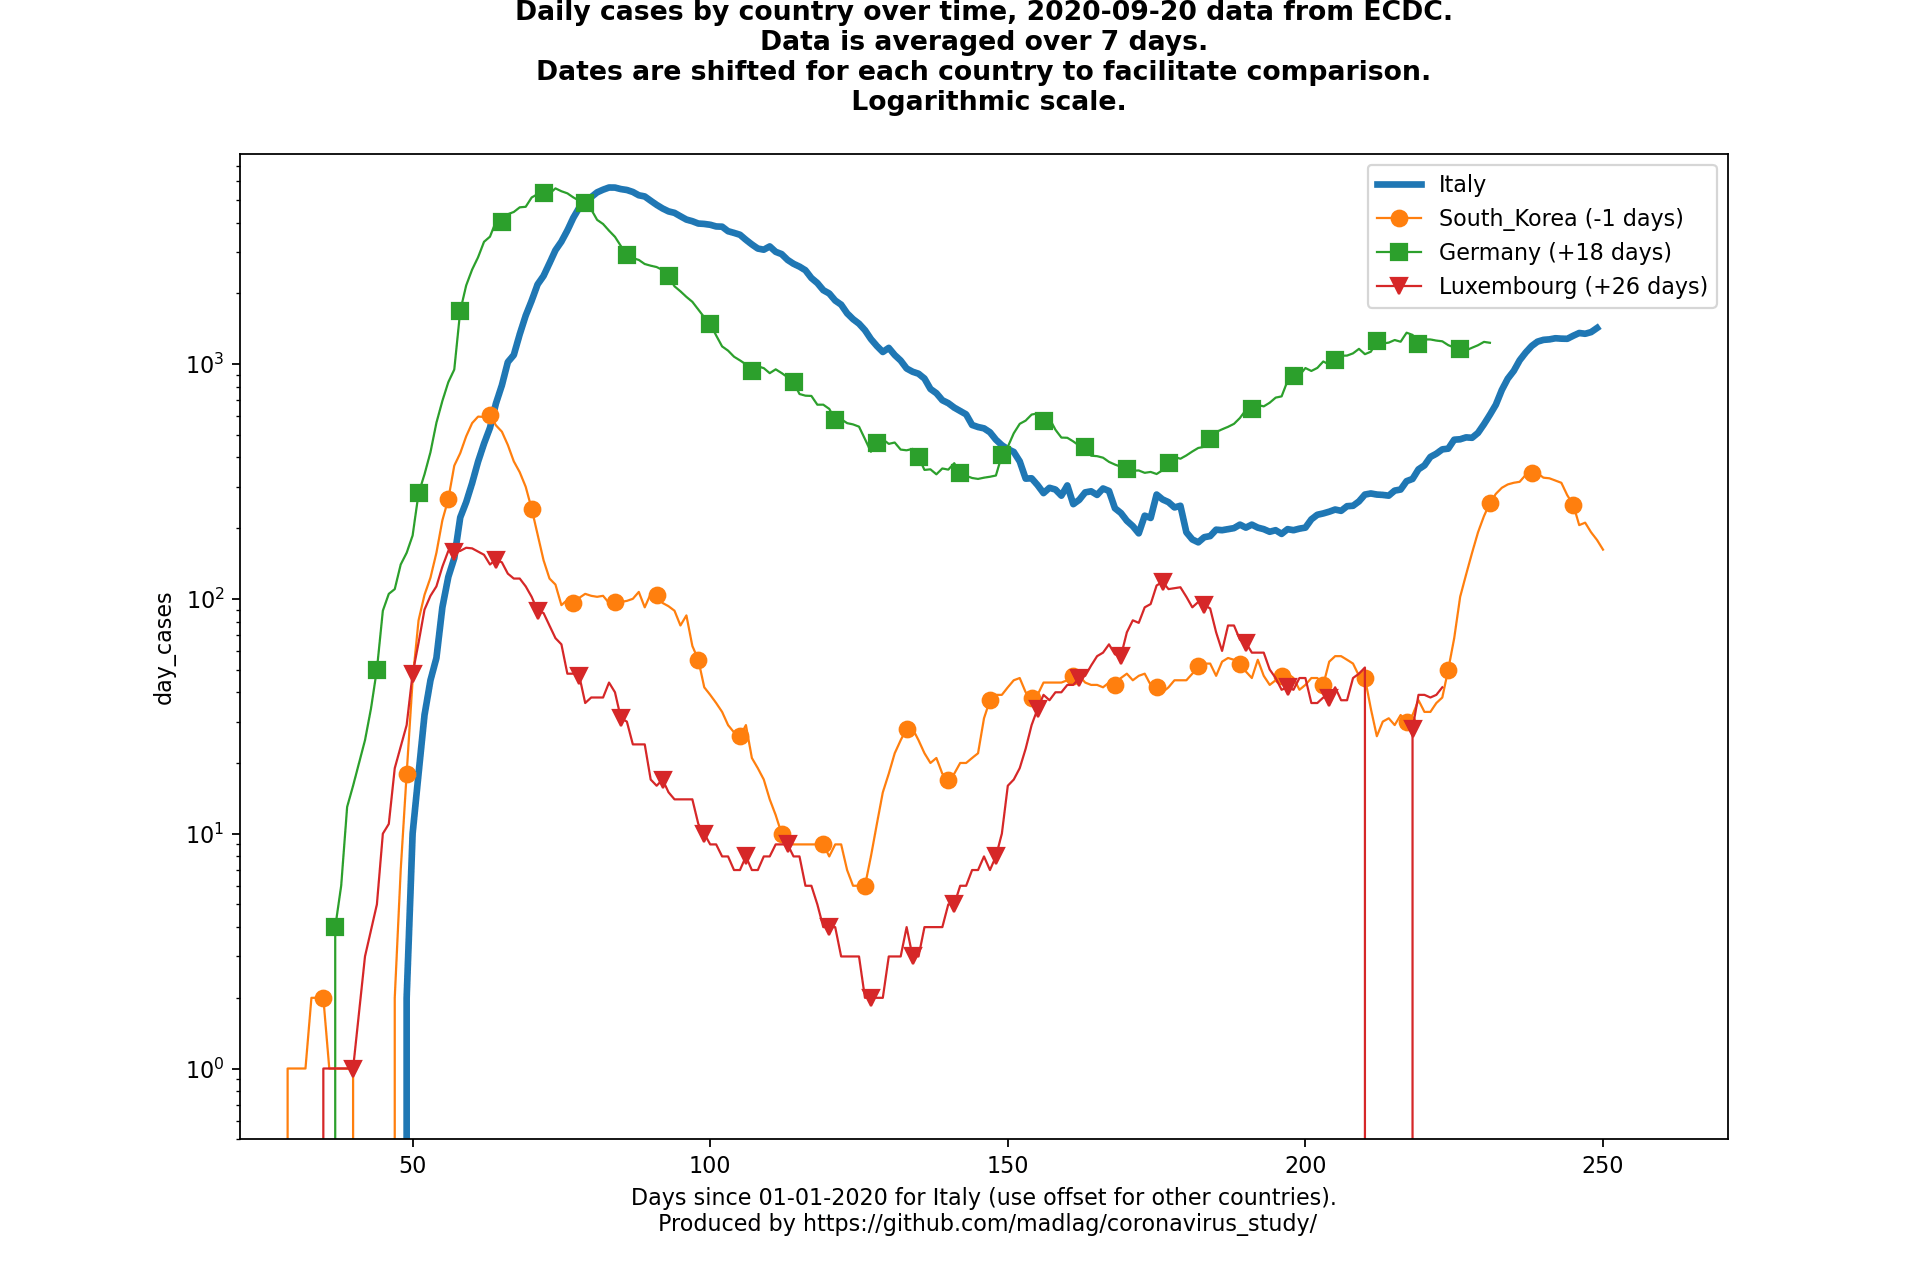 Daily cases by country over time, 2020-09-20 data from ECDC.
Data is averaged over 7 days.
Dates are shifted for each country to facilitate comparison.
Logarithmic scale.
Italy
South_Korea (-1 days)
Germany (+18 days)
Luxembourg (+26 days)
day_cases
10³
10²
10¹
10⁰
50 100 150 200 250
Days since 01-01-2020 for Italy (use offset for other countries).
Produced by https://github.com/madlag/coronavirus_study/